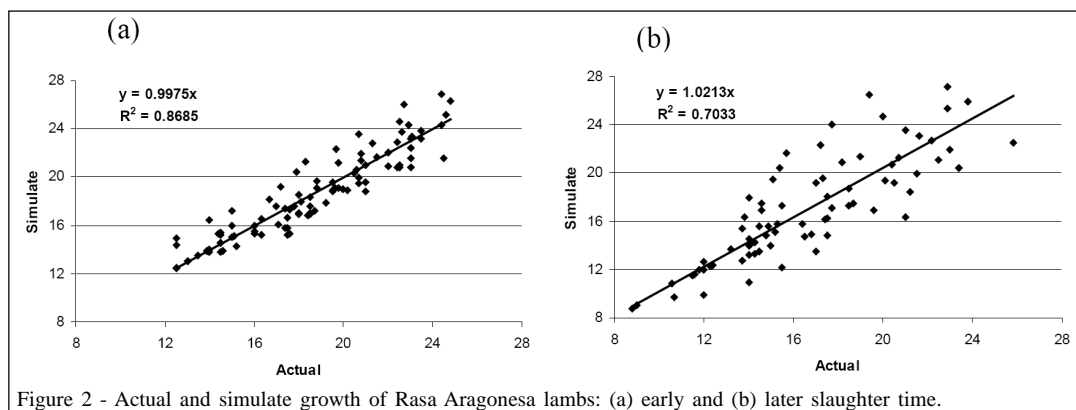 (a)
(b)
28
24
20
16
12
8
8
12
16
20
24
28
Simulate
Actual
y = 0.9975x
R² = 0.8685
28
24
20
16
12
8
8
12
16
20
24
28
Simulate
Actual
y = 1.0213x
R² = 0.7033
Figure 2 - Actual and simulate growth of Rasa Aragonesa lambs: (a) early and (b) later slaughter time.